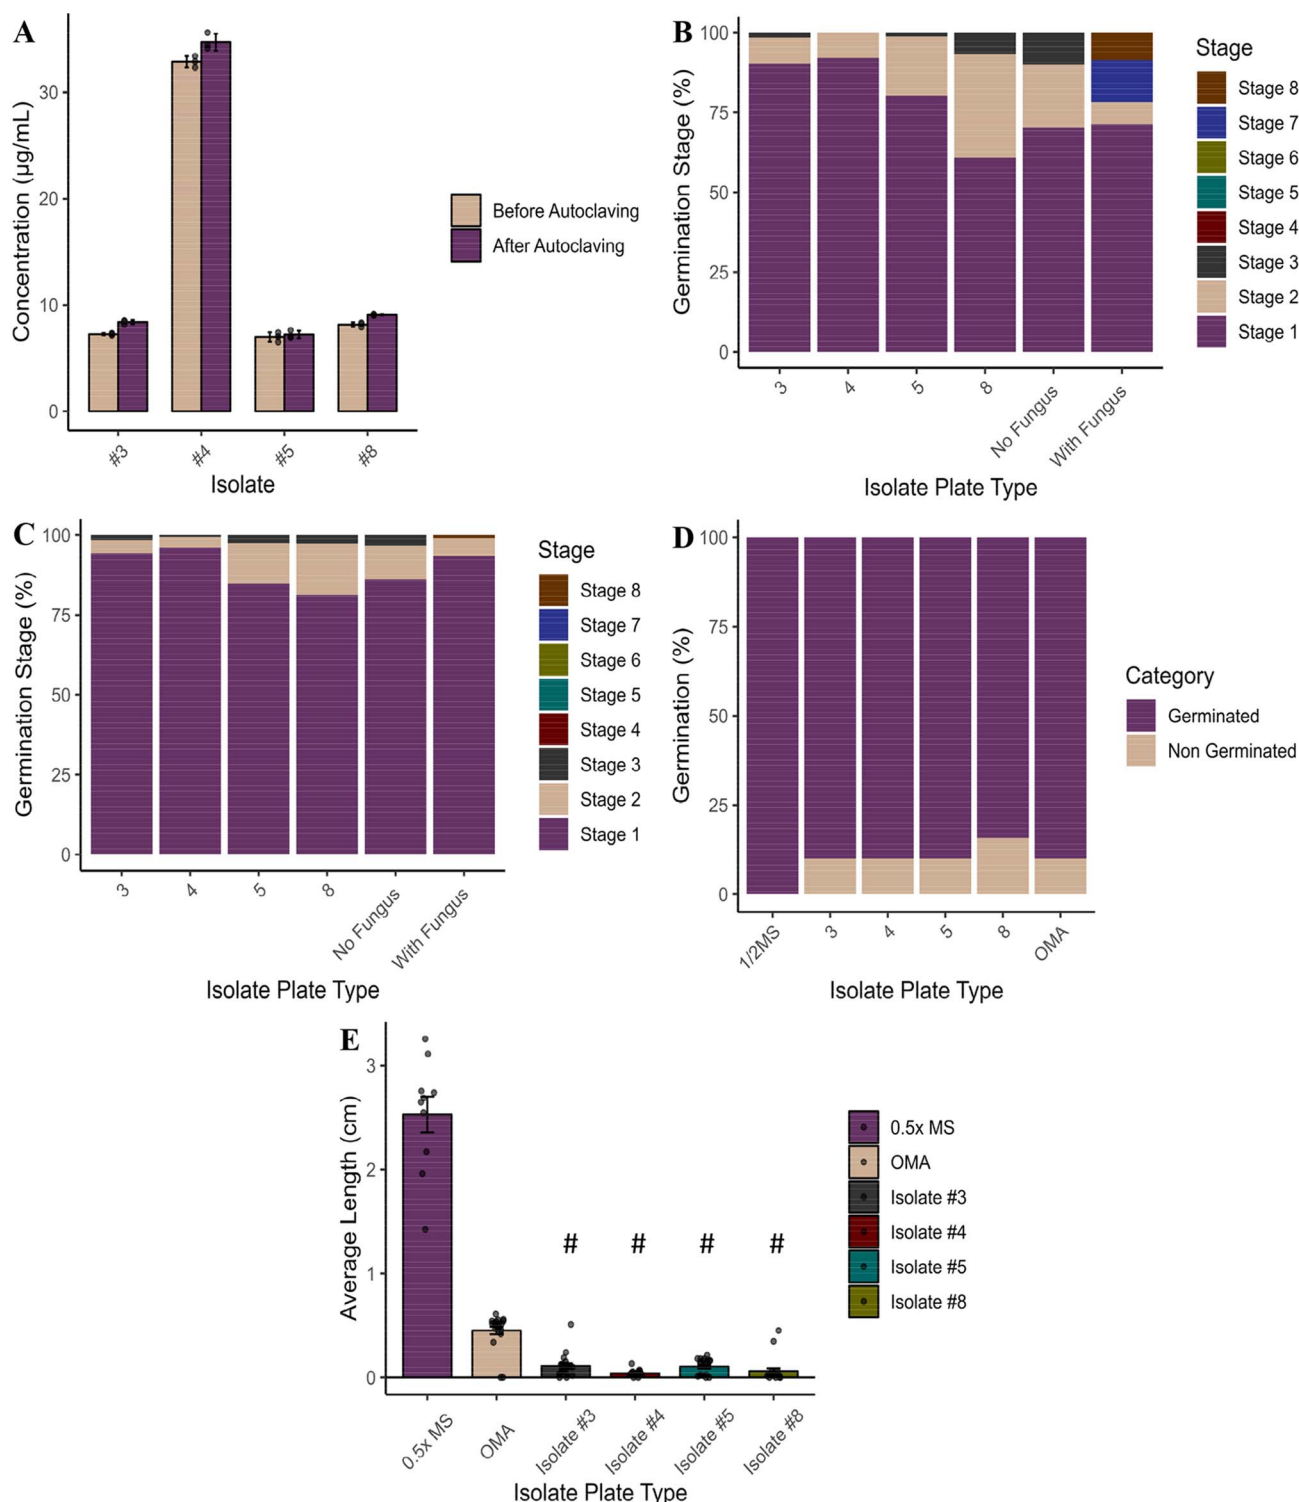 A
Concentration (µg/mL)
30
20
10
0
#3
#4
#5
#8
Isolate
Before Autoclaving
After Autoclaving
B
Germination Stage (%)
100
75
50
25
0
3
4
5
8
No Fungus
With Fungus
Isolate Plate Type
Stage
Stage 8
Stage 7
Stage 6
Stage 5
Stage 4
Stage 3
Stage 2
Stage 1
C
Germination Stage (%)
100
75
50
25
0
3
4
5
8
No Fungus
With Fungus
Isolate Plate Type
Stage
Stage 8
Stage 7
Stage 6
Stage 5
Stage 4
Stage 3
Stage 2
Stage 1
D
Germination (%)
100
75
50
25
0
1/2MS
3
4
5
8
OMA
Isolate Plate Type
Category
Germinated
Non Germinated
E
Average Length (cm)
3
2
1
0
# # # #
0.5x MS
OMA
Isolate #3
Isolate #4
Isolate #5
Isolate #8
Isolate Plate Type
0.5x MS
OMA
Isolate #3
Isolate #4
Isolate #5
Isolate #8